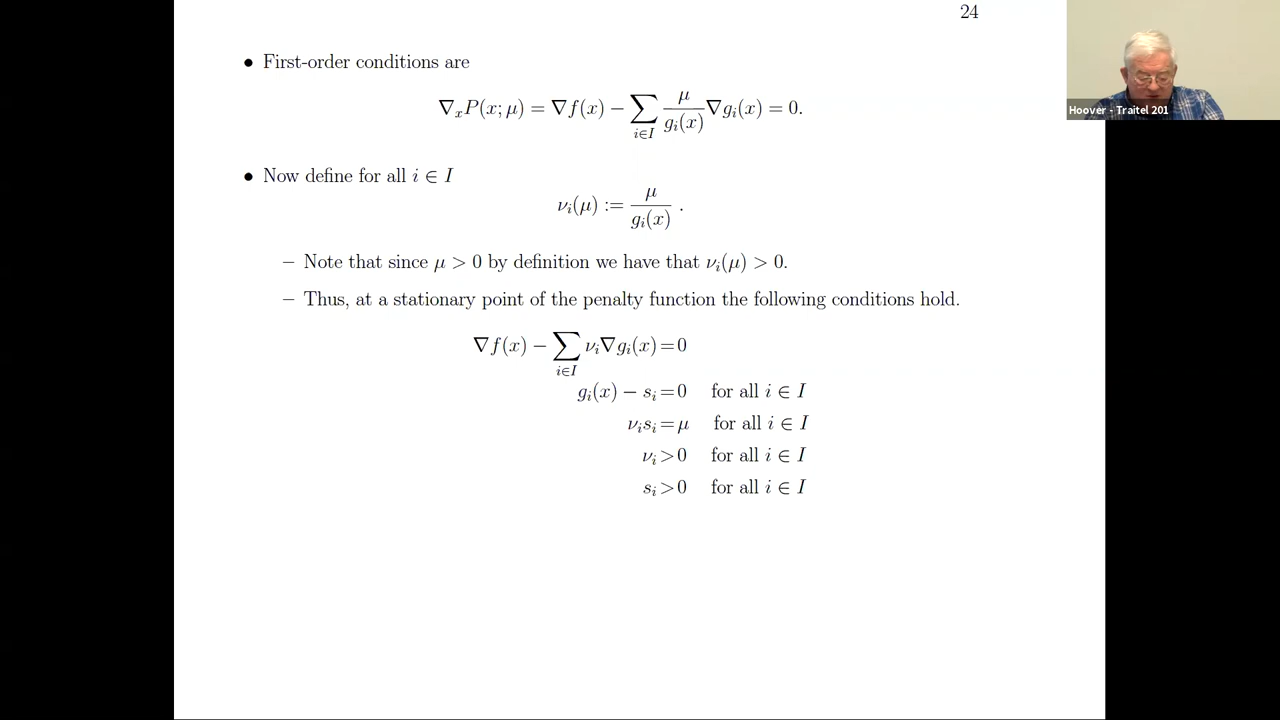 24
• First-order conditions are
∇ₓP(x; μ) = ∇f(x) − ∑_{i∈I} μ/gᵢ(x) ∇gᵢ(x) = 0.
• Now define for all i ∈ I
νᵢ(μ) := μ/gᵢ(x) .
– Note that since μ > 0 by definition we have that νᵢ(μ) > 0.
– Thus, at a stationary point of the penalty function the following conditions hold.
∇f(x) − ∑_{i∈I} νᵢ∇gᵢ(x) = 0
gᵢ(x) − sᵢ = 0 for all i ∈ I
νᵢsᵢ = μ for all i ∈ I
νᵢ > 0 for all i ∈ I
sᵢ > 0 for all i ∈ I
Hoover - Traitel 201